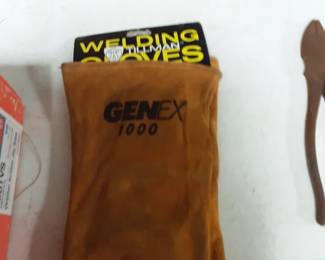 WELDING
TILLMAN
GLOVES
GENEX
1000